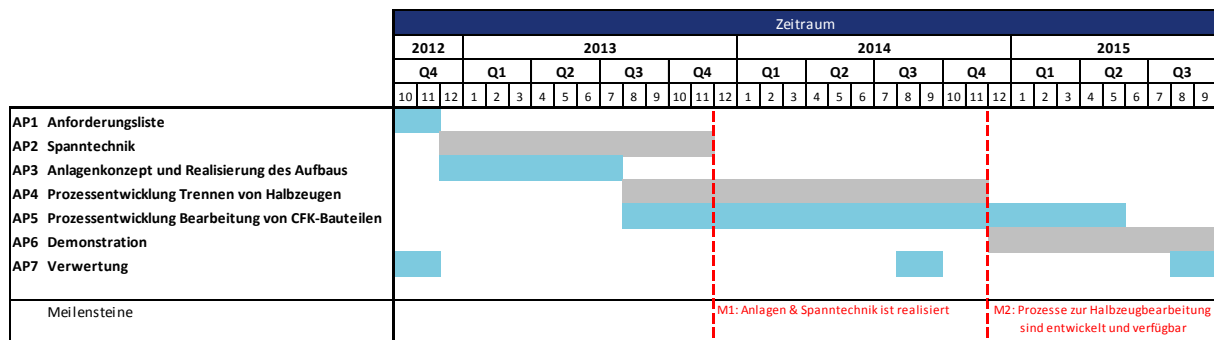 Zeitraum
2012 2013 2014 2015
Q4 Q1 Q2 Q3 Q4 Q1 Q2 Q3 Q4 Q1 Q2 Q3
10 11 12 1 2 3 4 5 6 7 8 9 10 11 12 1 2 3 4 5 6 7 8 9 10 11 12 1 2 3 4 5 6 7 8 9
AP1 Anforderungsliste
AP2 Spanntechnik
AP3 Anlagenkonzept und Realisierung des Aufbaus
AP4 Prozessentwicklung Trennen von Halbzeugen
AP5 Prozessentwicklung Bearbeitung von CFK-Bauteilen
AP6 Demonstration
AP7 Verwertung
Meilensteine M1: Anlagen & Spanntechnik ist realisiert M2: Prozesse zur Halbzeugbearbeitung
sind entwickelt und verfügbar